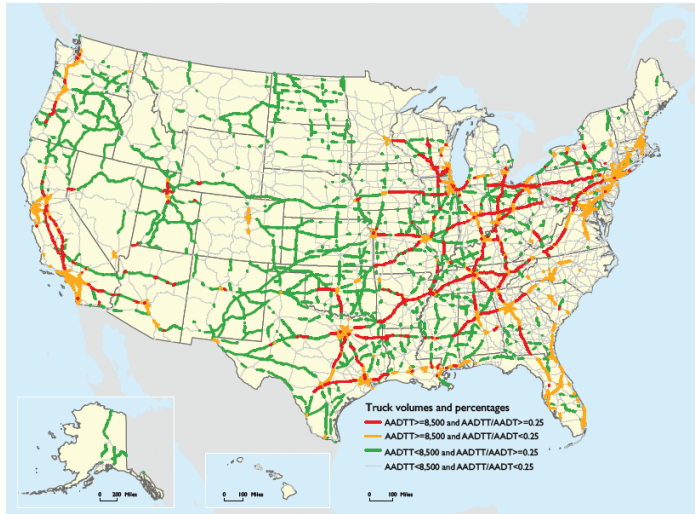 Truck volumes and percentages
AADTT>=8,500 and AADTT/AADT>=0.25
AADTT>=8,500 and AADTT/AADT<0.25
AADTT<8,500 and AADTT/AADT>=0.25
AADTT<8,500 and AADTT/AADT<0.25
0 200 Miles
0 100 Miles
0 100 Miles